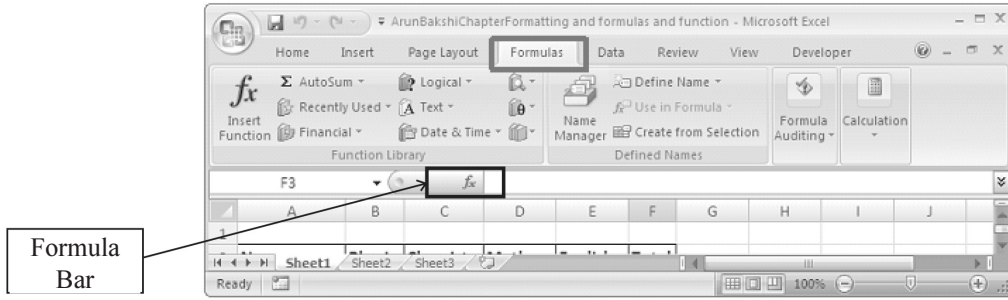 ArunBakshiChapterFormatting and formulas and function - Microsoft Excel
Home Insert Page Layout Formulas Data Review View Developer
Σ AutoSum Logical Define Name
fx Recently Used Text Use in Formula
Insert Function Financial Date & Time Name Manager Create from Selection Formula Auditing Calculation
Function Library Defined Names
F3 fx
A B C D E F G H I J
1
Formula
Bar
Sheet1 Sheet2 Sheet3
Ready 100%